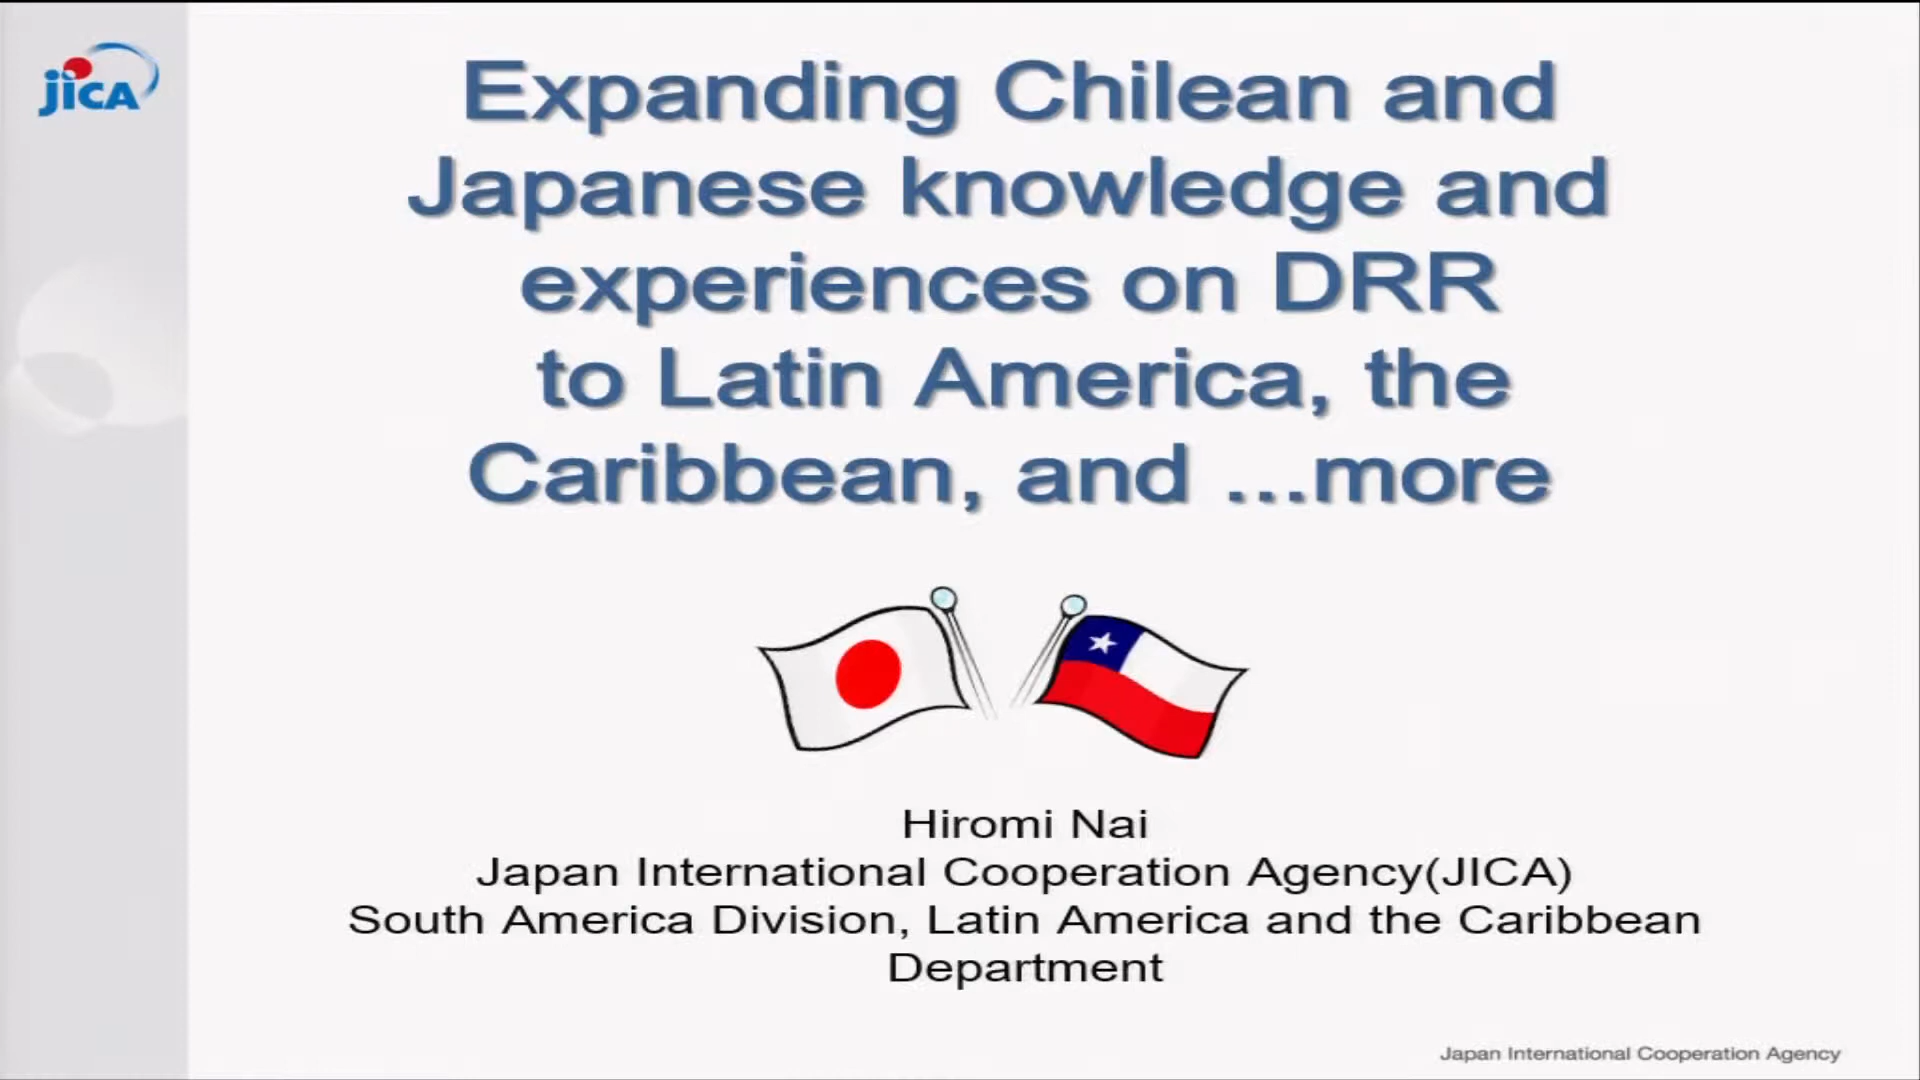 JICA
Expanding Chilean and
Japanese knowledge and
experiences on DRR
to Latin America, the
Caribbean, and ...more
Hiromi Nai
Japan International Cooperation Agency(JICA)
South America Division, Latin America and the Caribbean
Department
Japan International Cooperation Agency